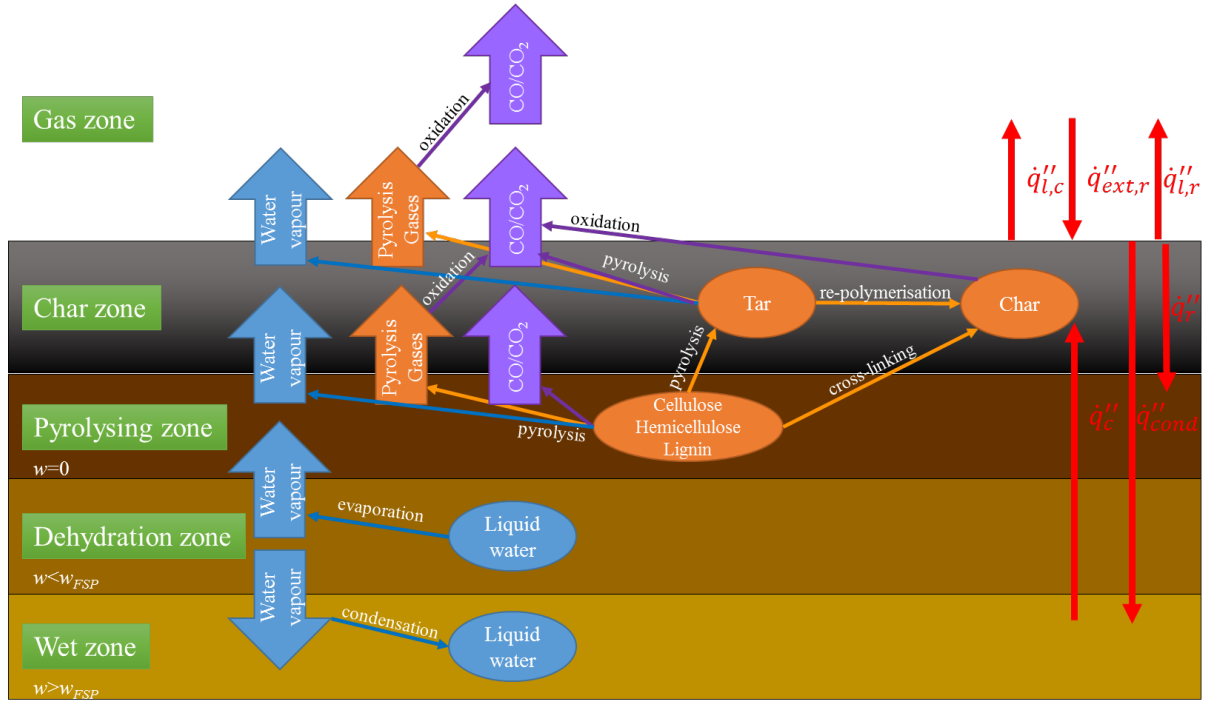 CO/CO₂
Gas zone
oxidation
Water
vapour
Pyrolysis
Gases
CO/CO₂
oxidation
q̇″l,c
q̇″ext,r
q̇″l,r
Char zone
oxidation
pyrolysis
Tar
re-polymerisation
Char
q̇″r
Water
vapour
Pyrolysis
Gases
CO/CO₂
pyrolysis
cross-linking
Pyrolysing zone
w=0
pyrolysis
Cellulose
Hemicellulose
Lignin
q̇″c
q̇″cond
Water
vapour
Dehydration zone
w<wFSP
evaporation
Liquid
water
Water
vapour
Wet zone
w>wFSP
condensation
Liquid
water